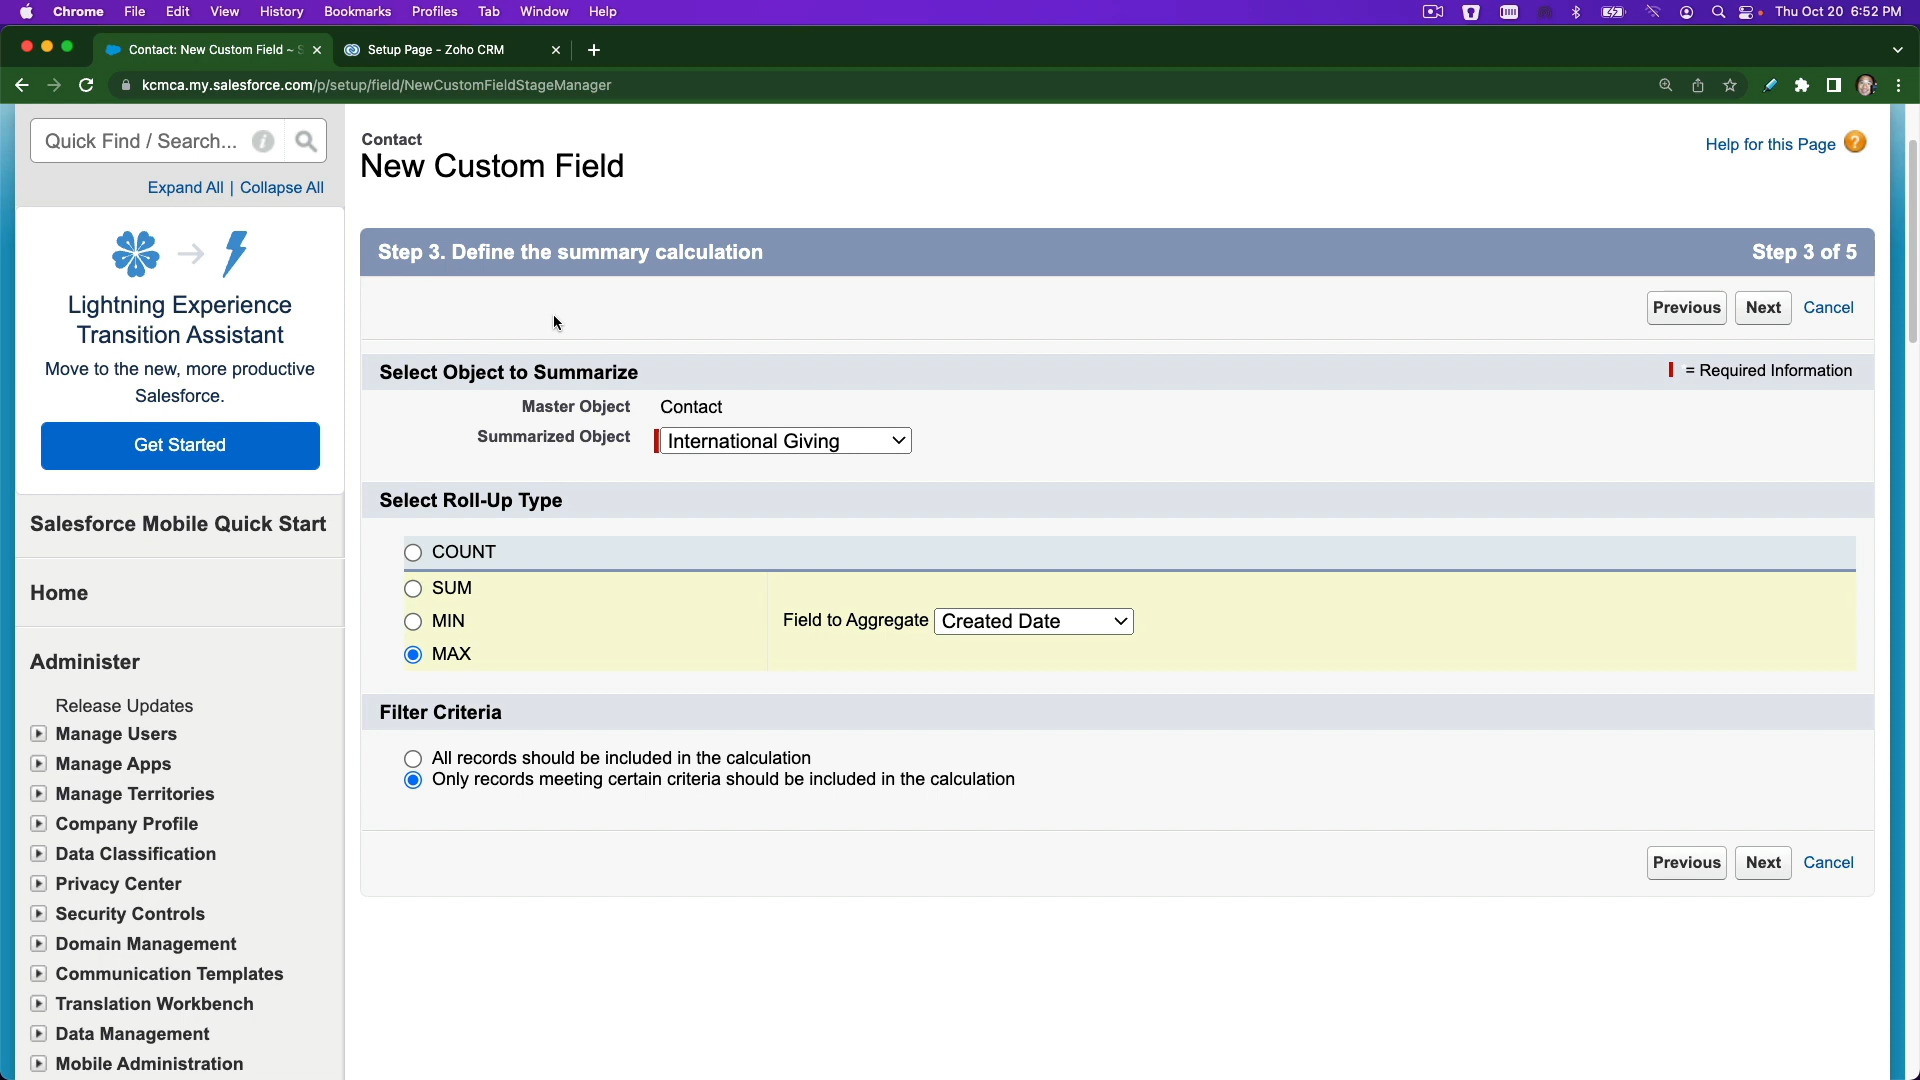 Chrome File Edit View History Bookmarks Profiles Tab Window Help Thu Oct 20 6:52 PM
Contact: New Custom Field ~ S Setup Page - Zoho CRM
kcmca.my.salesforce.com/p/setup/field/NewCustomFieldStageManager
Quick Find / Search...
Expand All | Collapse All
Lightning Experience
Transition Assistant
Move to the new, more productive
Salesforce.
Get Started
Salesforce Mobile Quick Start
Home
Administer
Release Updates
Manage Users
Manage Apps
Manage Territories
Company Profile
Data Classification
Privacy Center
Security Controls
Domain Management
Communication Templates
Translation Workbench
Data Management
Mobile Administration
Contact
New Custom Field
Help for this Page ?
Step 3. Define the summary calculation Step 3 of 5
Previous Next Cancel
Select Object to Summarize = Required Information
Master Object Contact
Summarized Object International Giving
Select Roll-Up Type
COUNT
SUM
MIN
Field to Aggregate Created Date
MAX
Filter Criteria
All records should be included in the calculation
Only records meeting certain criteria should be included in the calculation
Previous Next Cancel